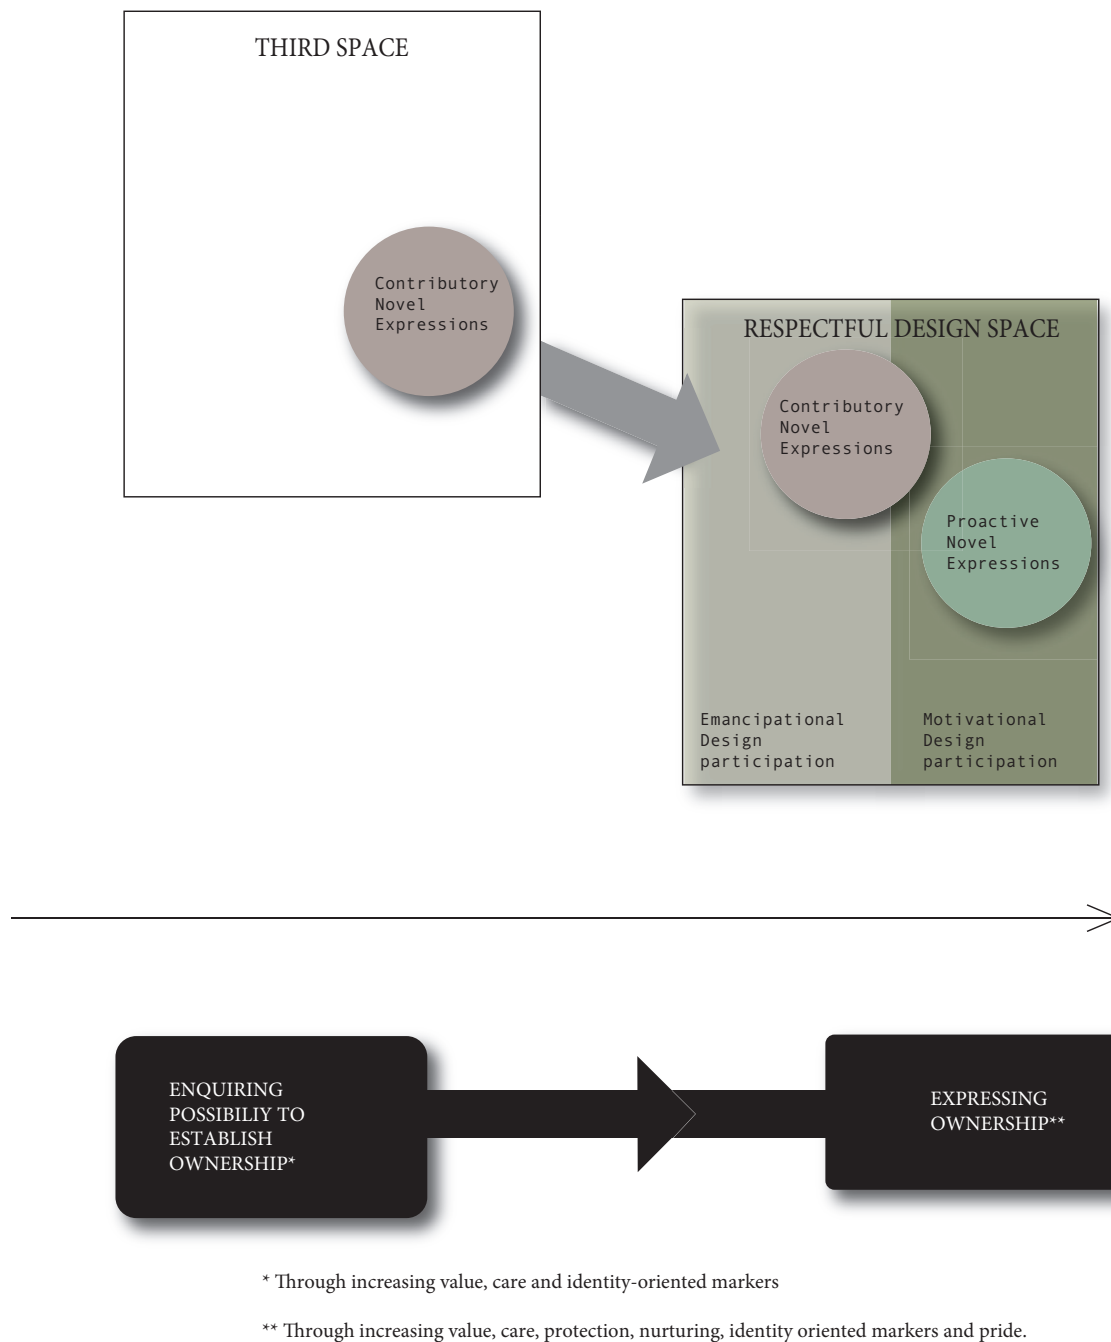 THIRD SPACE
Contributory
Novel
Expressions
RESPECTFUL DESIGN SPACE
Contributory
Novel
Expressions
Proactive
Novel
Expressions
Emancipational
Design
participation
Motivational
Design
participation
ENQUIRING
POSSIBILIY TO
ESTABLISH
OWNERSHIP*
EXPRESSING
OWNERSHIP**
* Through increasing value, care and identity-oriented markers
** Through increasing value, care, protection, nurturing, identity oriented markers and pride.